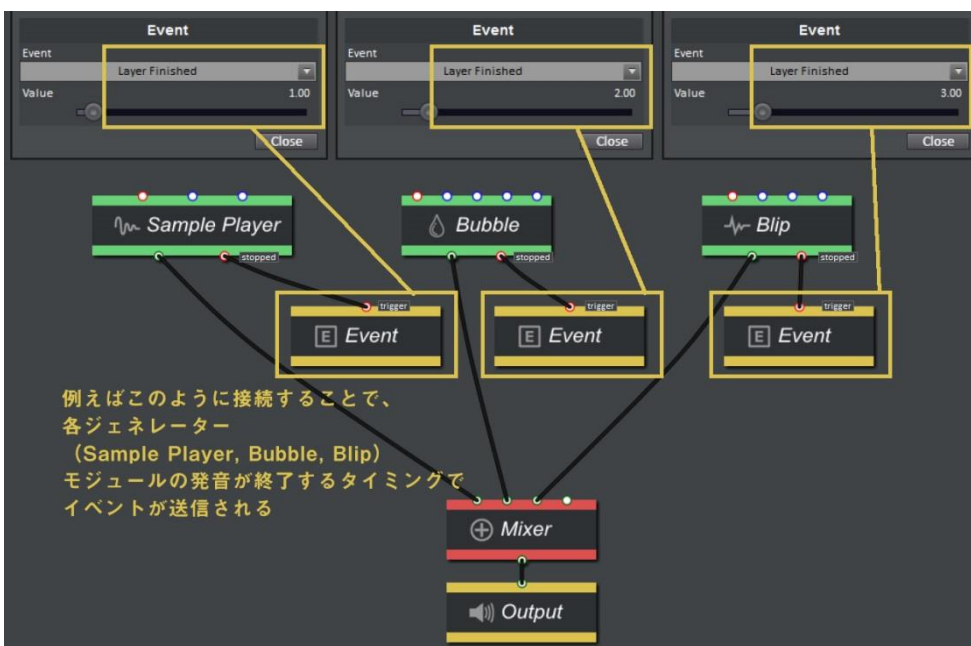 Event
Event
Layer Finished
Value
1.00
Close
Event
Event
Layer Finished
Value
2.00
Close
Event
Event
Layer Finished
Value
3.00
Close
Sample Player
stopped
Bubble
stopped
Blip
stopped
trigger
E Event
trigger
E Event
trigger
E Event
例えばこのように接続することで、
各ジェネレーター
（Sample Player, Bubble, Blip）
モジュールの発音が終了するタイミングで
イベントが送信される
Mixer
Output